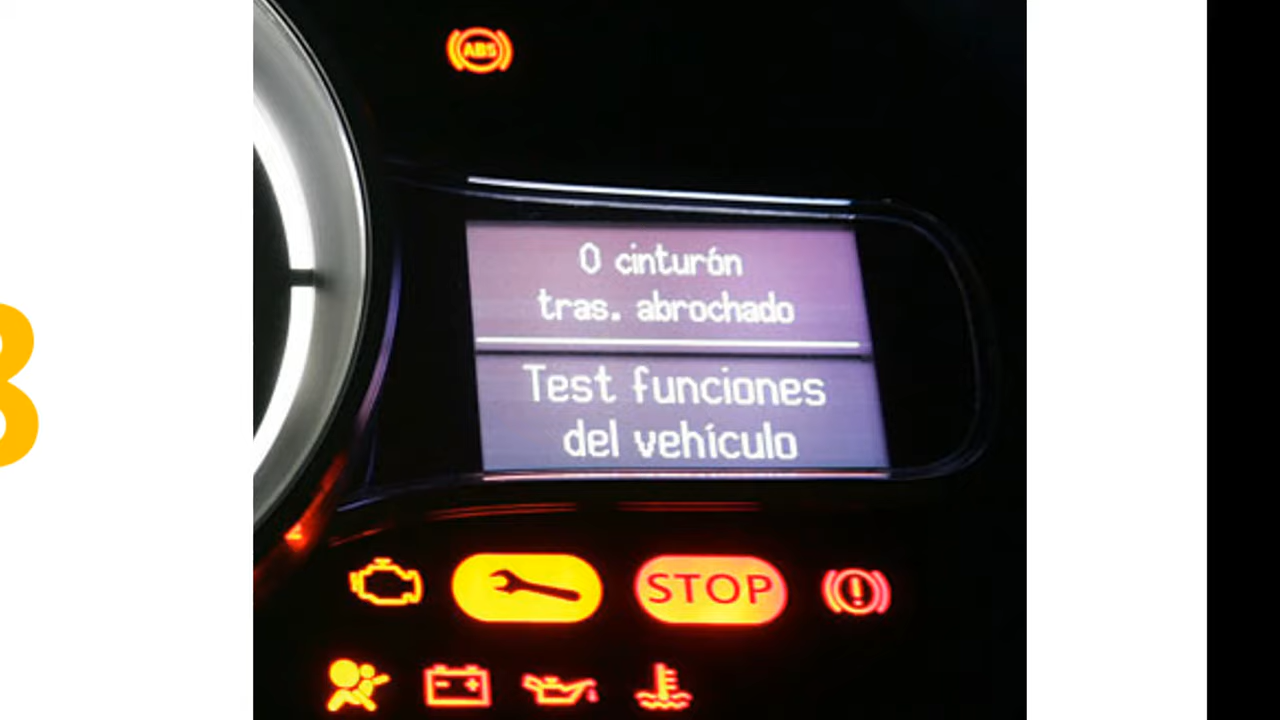 ABS
0 cinturón
tras. abrochado
Test funciones
del vehículo
STOP